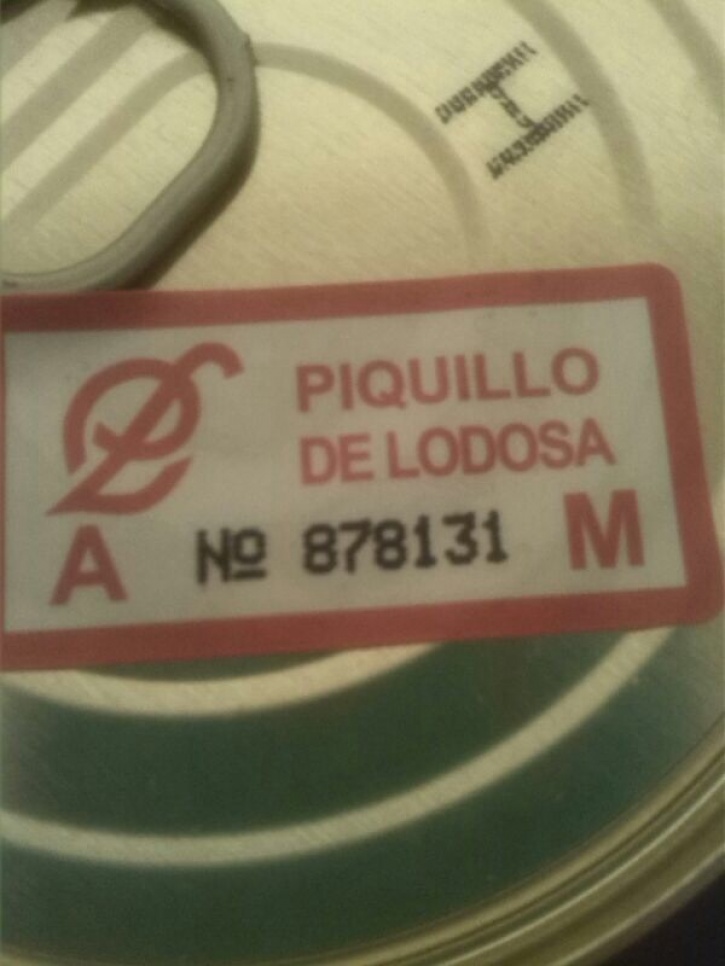 H
PIQUILLO
DE LODOSA
A Nº 878131 M